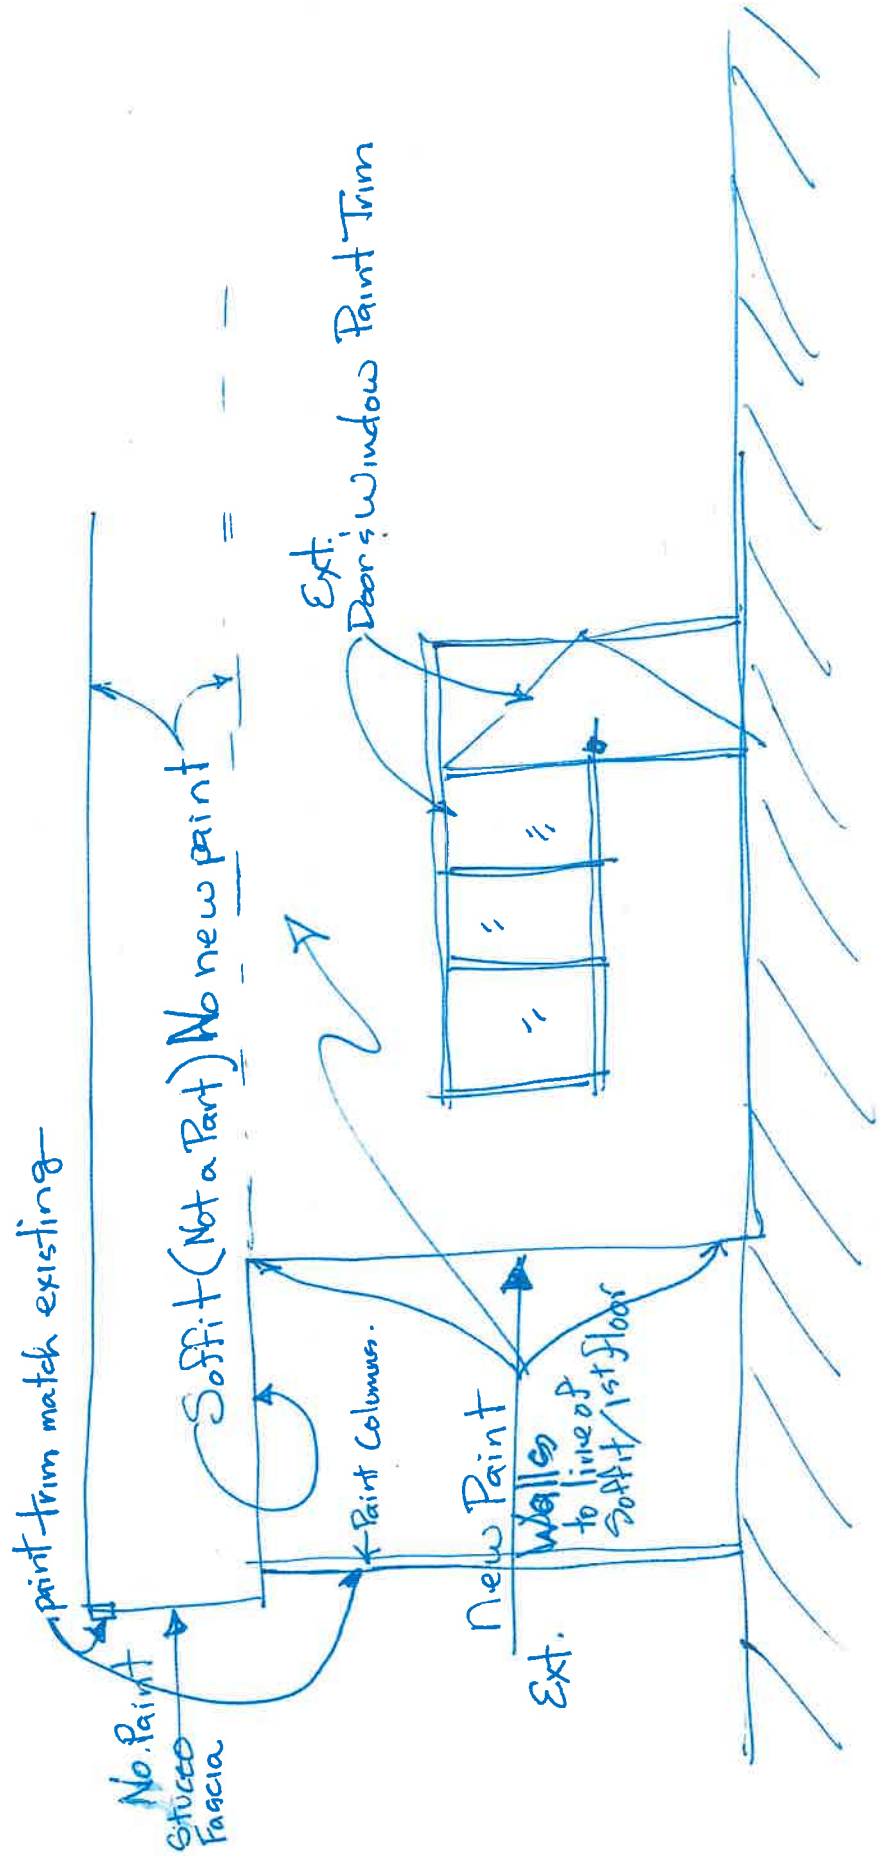 paint trim match existing
No. Paint
Stucco
Fascia
Soffit (Not a Part) No new paint
Ext.
Door & Window Paint Trim
Paint Columns.
Ext.
new Paint
Walls
to line of
Soffit/1st floor